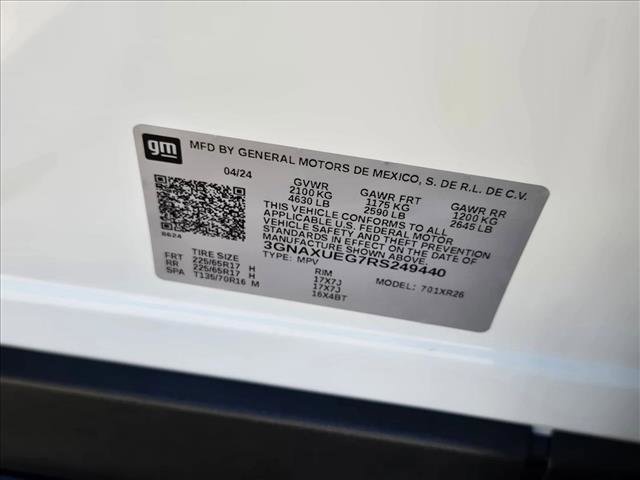 gm
MFD BY GENERAL MOTORS DE MEXICO, S. DE R.L. DE C.V.
04/24 GVWR GAWR FRT GAWR RR
2100 KG 1175 KG 1200 KG
4630 LB 2590 LB 2645 LB
THIS VEHICLE CONFORMS TO ALL
APPLICABLE U.S. FEDERAL MOTOR
VEHICLE SAFETY AND BUMPER
STANDARDS IN EFFECT ON THE DATE OF
MANUFACTURE SHOWN ABOVE.
8624 3GNAXUEG7RS249440
TYPE: MPV MODEL: 701XR26
TIRE SIZE RIM
FRT 225/65R17 H 17X7J
RR 225/65R17 H 17X7J
SPA T135/70R16 M 16X4BT